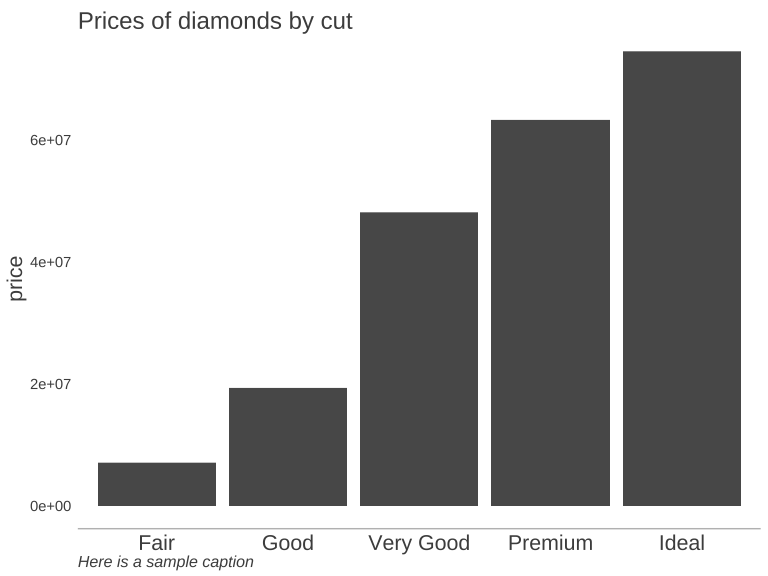 Prices of diamonds by cut
6e+07
4e+07
price
2e+07
0e+00
Fair Good Very Good Premium Ideal
Here is a sample caption